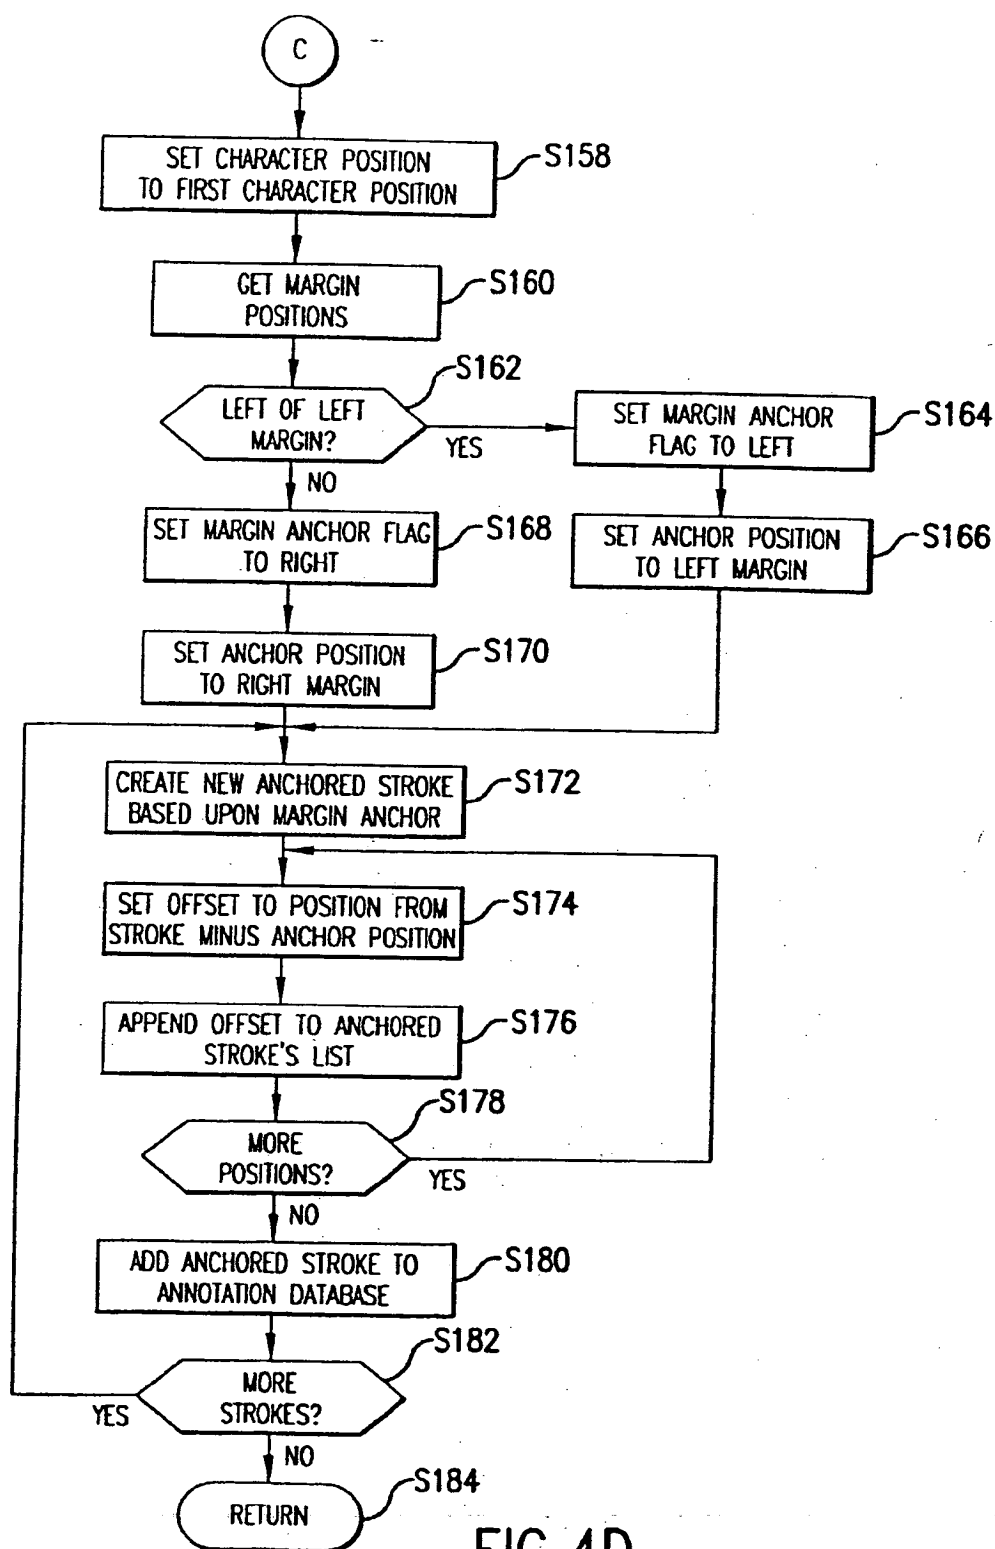 C
SET CHARACTER POSITION
TO FIRST CHARACTER POSITION
S158
GET MARGIN
POSITIONS
S160
LEFT OF LEFT
MARGIN?
S162
YES
NO
SET MARGIN ANCHOR
FLAG TO LEFT
S164
SET ANCHOR POSITION
TO LEFT MARGIN
S166
SET MARGIN ANCHOR FLAG
TO RIGHT
S168
SET ANCHOR POSITION
TO RIGHT MARGIN
S170
CREATE NEW ANCHORED STROKE
BASED UPON MARGIN ANCHOR
S172
SET OFFSET TO POSITION FROM
STROKE MINUS ANCHOR POSITION
S174
APPEND OFFSET TO ANCHORED
STROKE'S LIST
S176
MORE
POSITIONS?
S178
YES
NO
ADD ANCHORED STROKE TO
ANNOTATION DATABASE
S180
MORE
STROKES?
S182
YES
NO
RETURN
S184
FIG. 4D